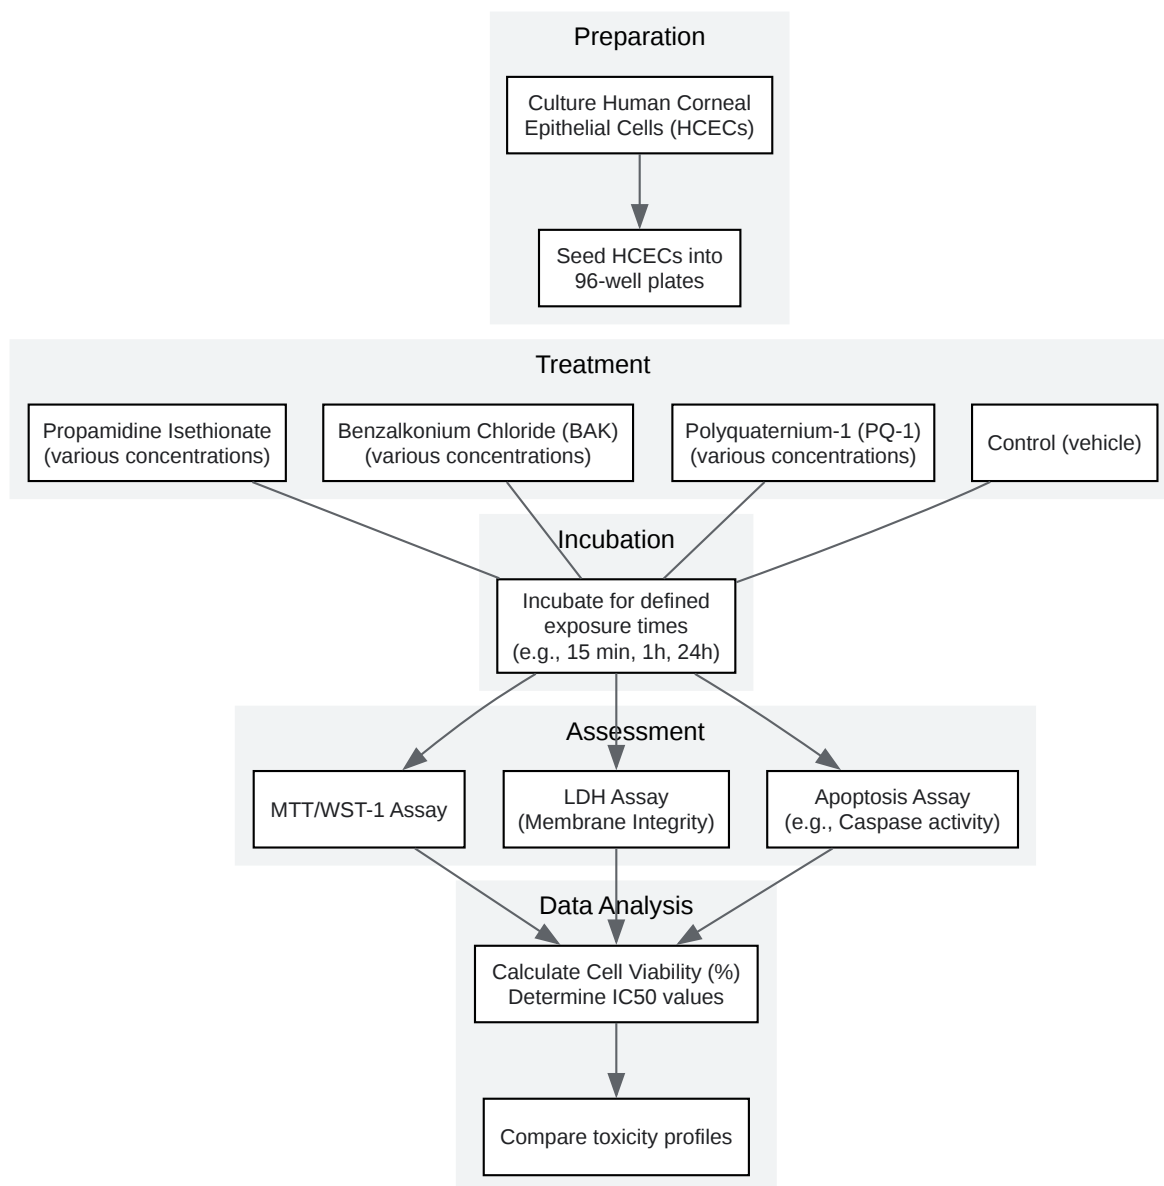 Preparation
Culture Human Corneal
Epithelial Cells (HCECs)
Seed HCECs into
96-well plates
Treatment
Propamidine Isethionate
(various concentrations)
Benzalkonium Chloride (BAK)
(various concentrations)
Polyquaternium-1 (PQ-1)
(various concentrations)
Control (vehicle)
Incubation
Incubate for defined
exposure times
(e.g., 15 min, 1h, 24h)
Assessment
MTT/WST-1 Assay
LDH Assay
(Membrane Integrity)
Apoptosis Assay
(e.g., Caspase activity)
Data Analysis
Calculate Cell Viability (%)
Determine IC50 values
Compare toxicity profiles